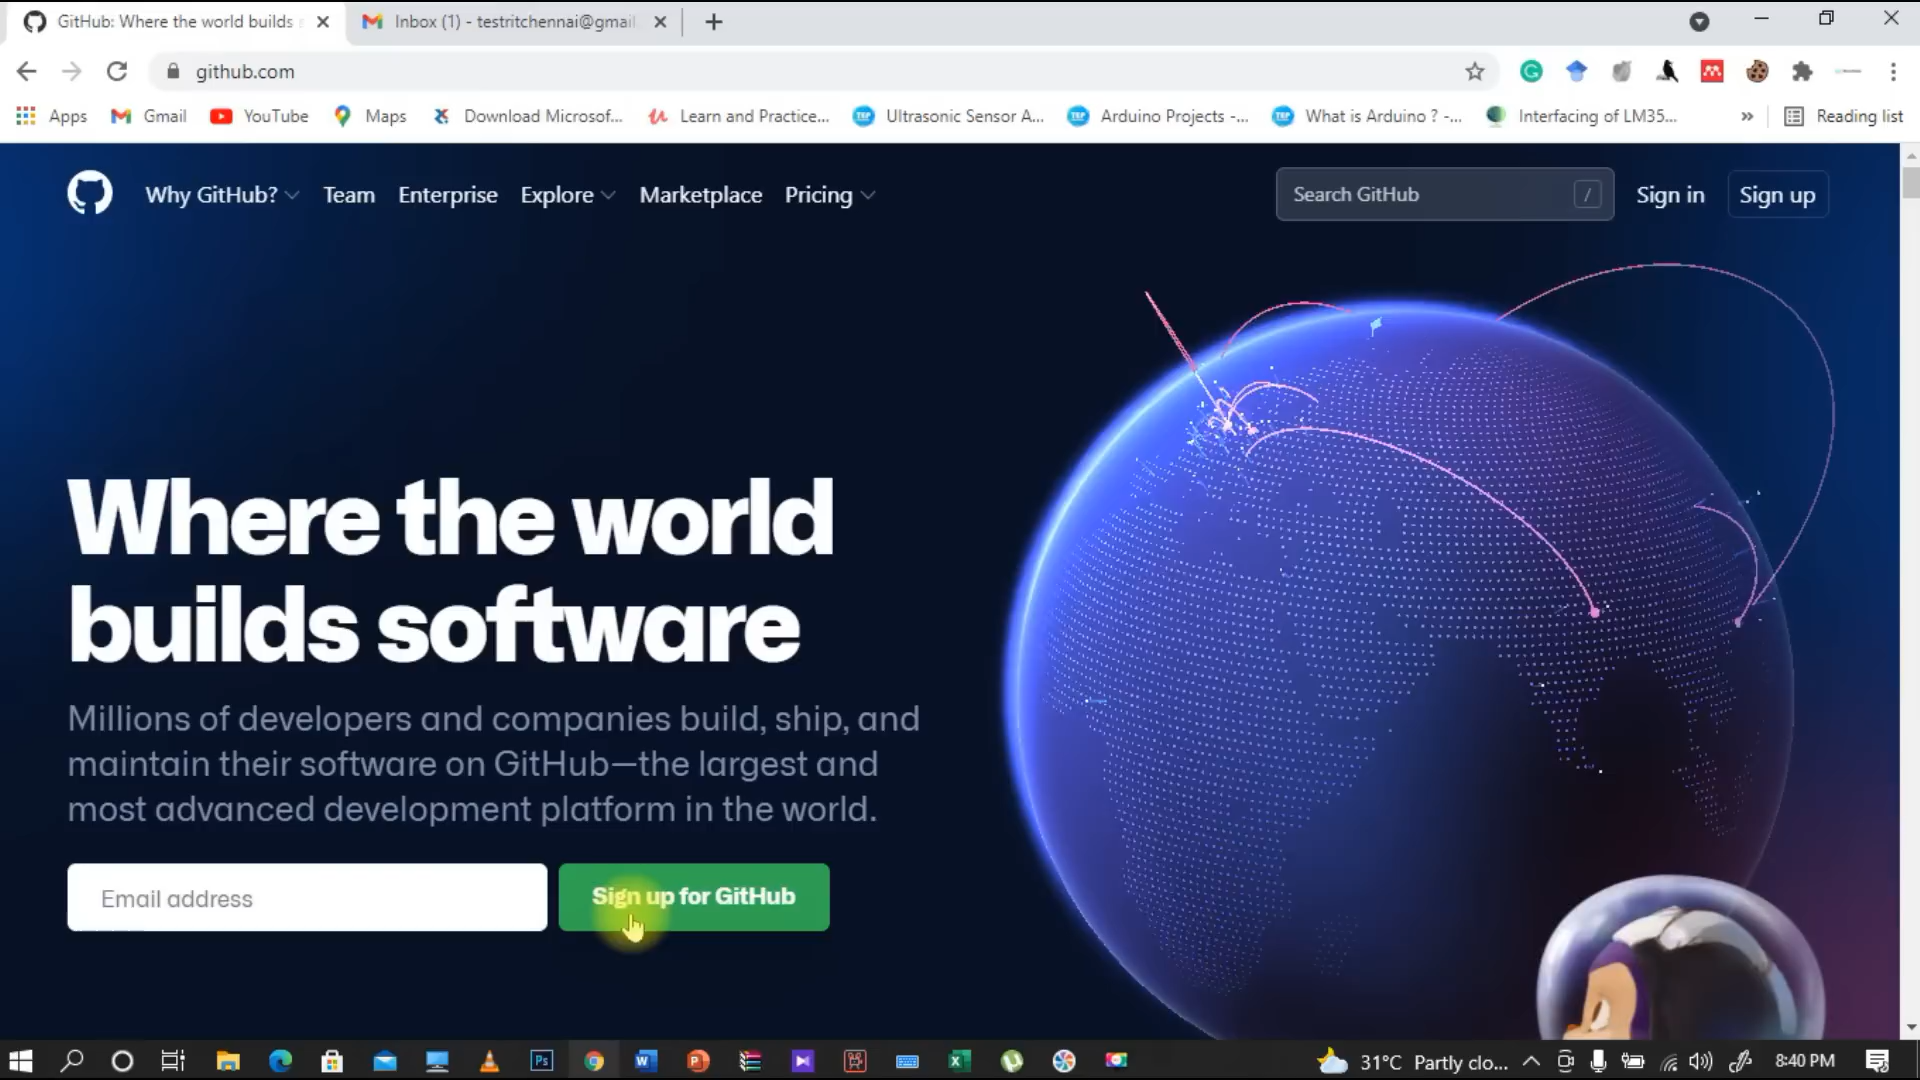 GitHub: Where the world builds
Inbox (1) - testritchennai@gmail
github.com
Apps Gmail YouTube Maps Download Microsof... Learn and Practice... Ultrasonic Sensor A... Arduino Projects -... What is Arduino ? -... Interfacing of LM35... » Reading list
Why GitHub? Team Enterprise Explore Marketplace Pricing Search GitHub / Sign in Sign up
Where the world
builds software
Millions of developers and companies build, ship, and
maintain their software on GitHub—the largest and
most advanced development platform in the world.
Email address Sign up for GitHub
31°C Partly clo... 8:40 PM